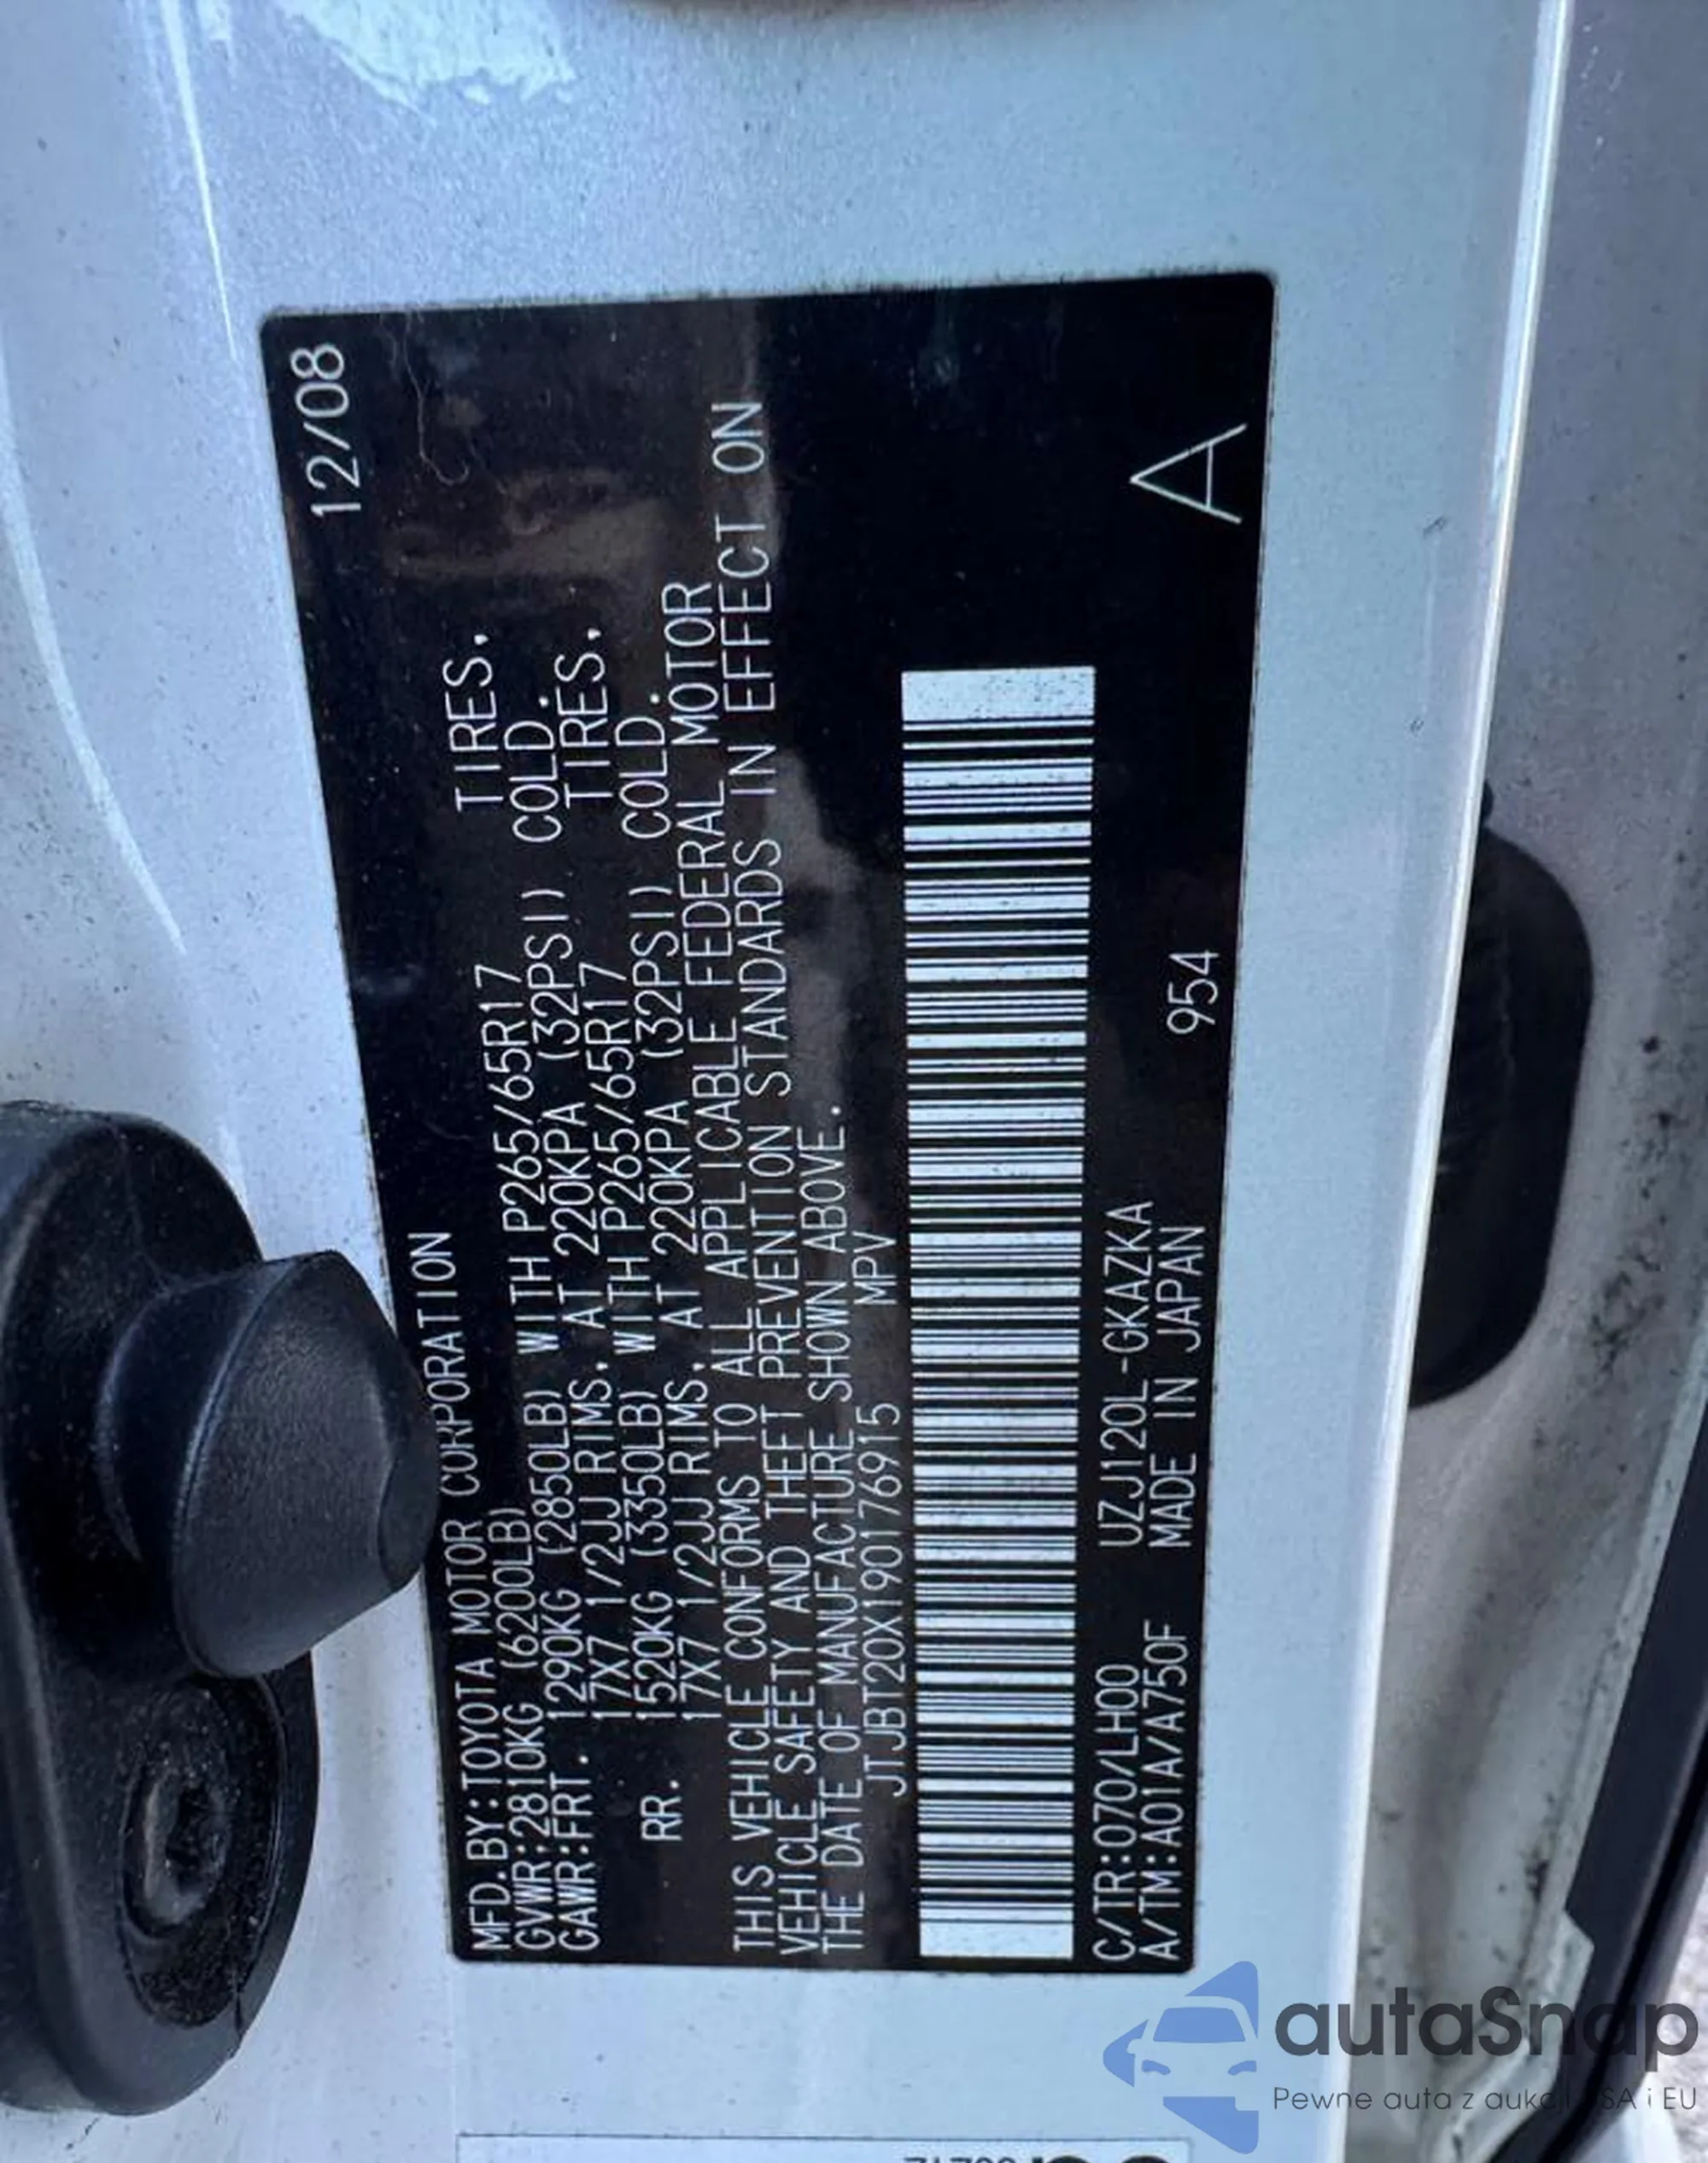 12/08
MFD.BY:TOYOTA MOTOR CORPORATION
GVWR:2810KG (6200LB)
GAWR:FRT. 1290KG (2850LB) WITH P265/65R17 TIRES,
17X7 1/2JJ RIMS, AT 220KPA (32PSI) COLD.
RR. 1520KG (3350LB) WITH P265/65R17 TIRES,
17X7 1/2JJ RIMS, AT 220KPA (32PSI) COLD.
THIS VEHICLE CONFORMS TO ALL APPLICABLE FEDERAL MOTOR
VEHICLE SAFETY AND THEFT PREVENTION STANDARDS IN EFFECT ON
THE DATE OF MANUFACTURE SHOWN ABOVE.
JTJBT20X190176915 MPV
C/TR:070/LH00 UZJ120L-GKAZKA
A/TM:A01A/A750F MADE IN JAPAN 954
A
autaSnap
Pewne auta z aukcji USA i EU